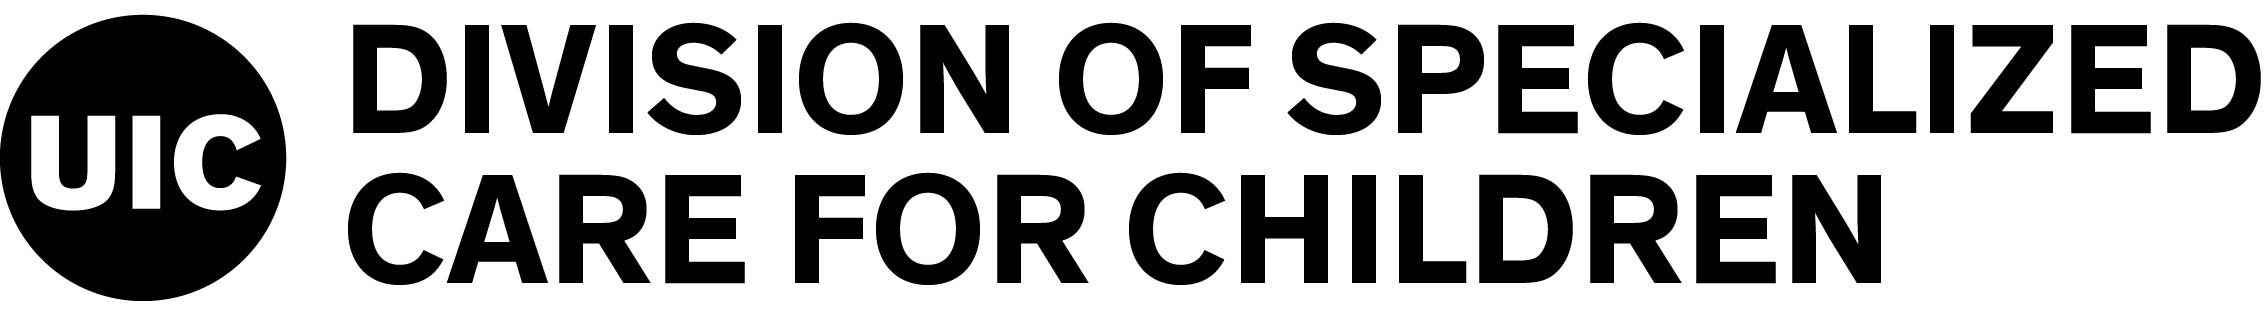 UIC
DIVISION OF SPECIALIZED
CARE FOR CHILDREN